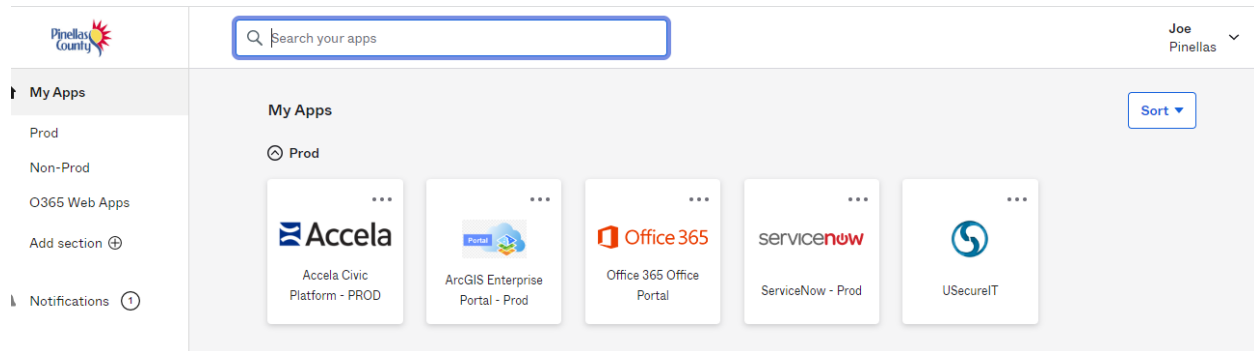 Pinellas
County
Search your apps
Joe
Pinellas
My Apps
Prod
Non-Prod
O365 Web Apps
Add section
Notifications 1
My Apps
Sort
Prod
Accela
Accela Civic
Platform - PROD
Portal
ArcGIS Enterprise
Portal - Prod
Office 365
Office 365 Office
Portal
servicenow
ServiceNow - Prod
USecureIT